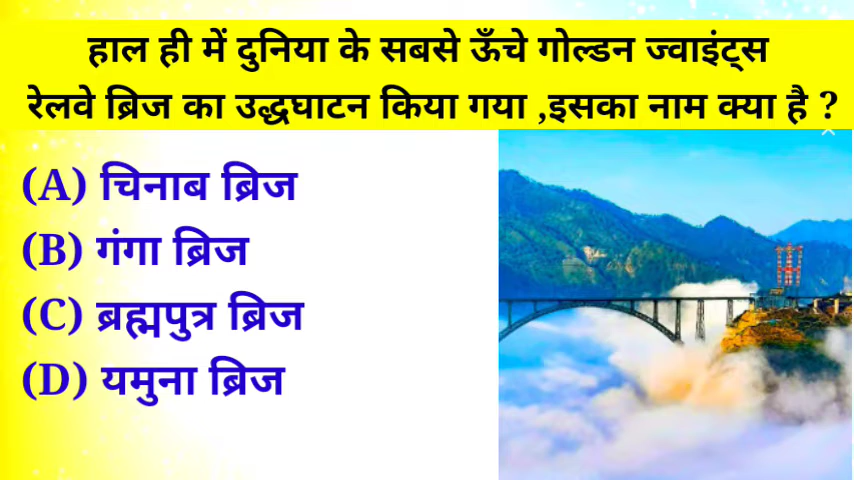 हाल ही में दुनिया के सबसे ऊँचे गोल्डन ज्वाइंट्स
रेलवे ब्रिज का उद्धघाटन किया गया ,इसका नाम क्या है ?
(A) चिनाब ब्रिज
(B) गंगा ब्रिज
(C) ब्रह्मपुत्र ब्रिज
(D) यमुना ब्रिज